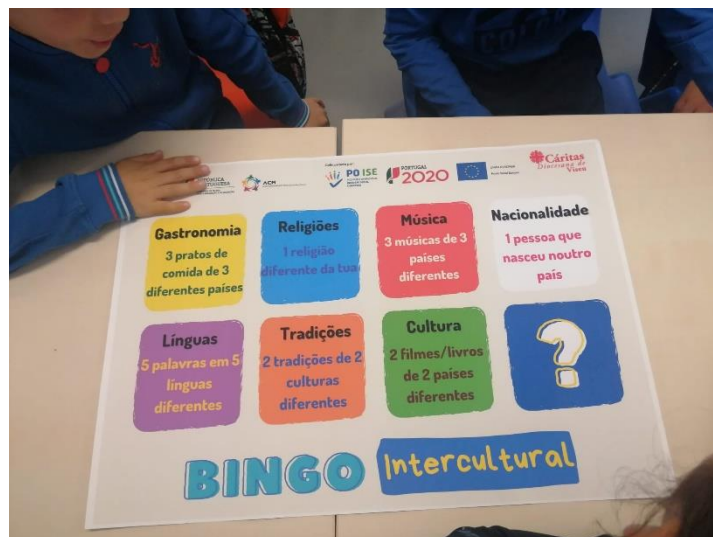 PO ISE
PORTUGAL
2020
Cáritas
Diocesana de
Viseu
ACM
Gastronomia
3 pratos de
comida de 3
diferentes países
Religiões
1 religião
diferente da tua
Música
3 músicas de 3
países
diferentes
Nacionalidade
1 pessoa que
nasceu noutro
país
Línguas
5 palavras em 5
línguas
diferentes
Tradições
2 tradições de 2
culturas
diferentes
Cultura
2 filmes/livros
de 2 países
diferentes
?
BINGO Intercultural